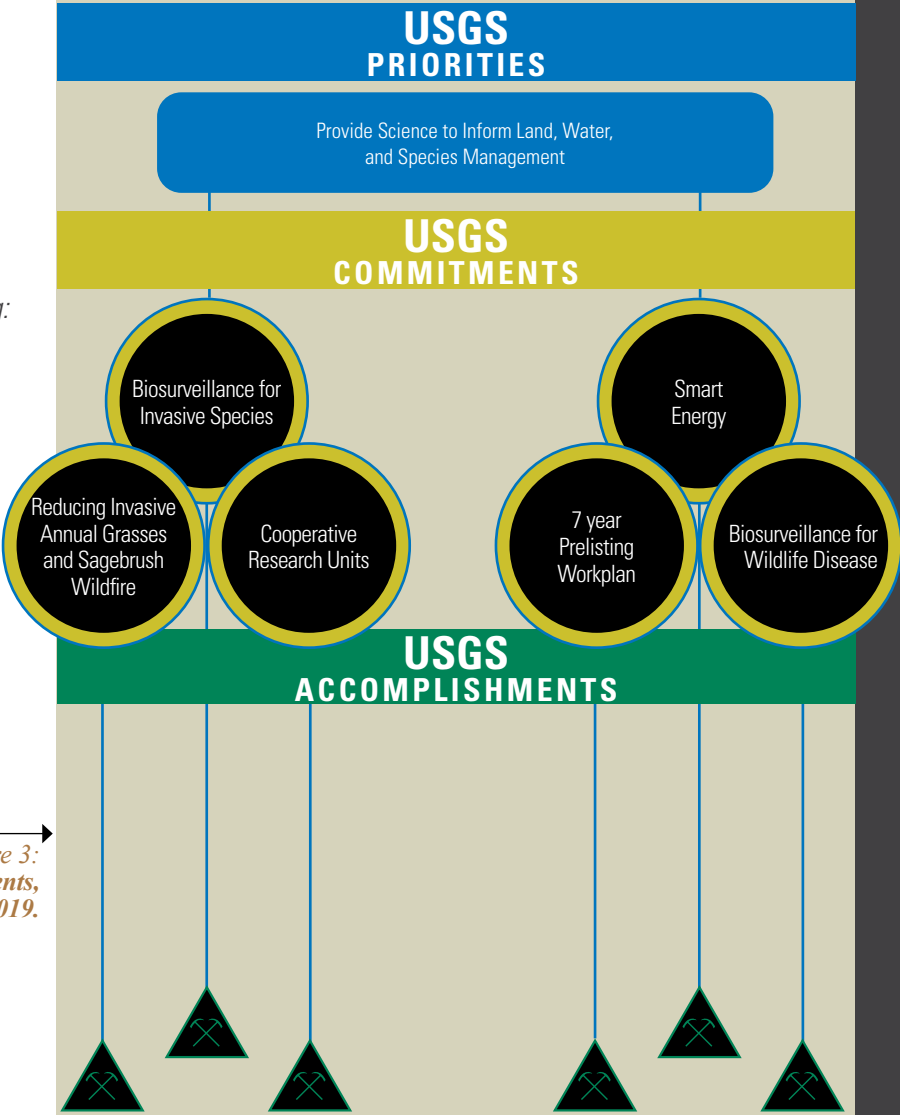 USGS
PRIORITIES
Provide Science to Inform Land, Water,
and Species Management
USGS
COMMITMENTS
Biosurveillance for
Invasive Species
Reducing Invasive
Annual Grasses
and Sagebrush
Wildfire
Cooperative
Research Units
Smart
Energy
7 year
Prelisting
Workplan
Biosurveillance for
Wildlife Disease
USGS
ACCOMPLISHMENTS
3: